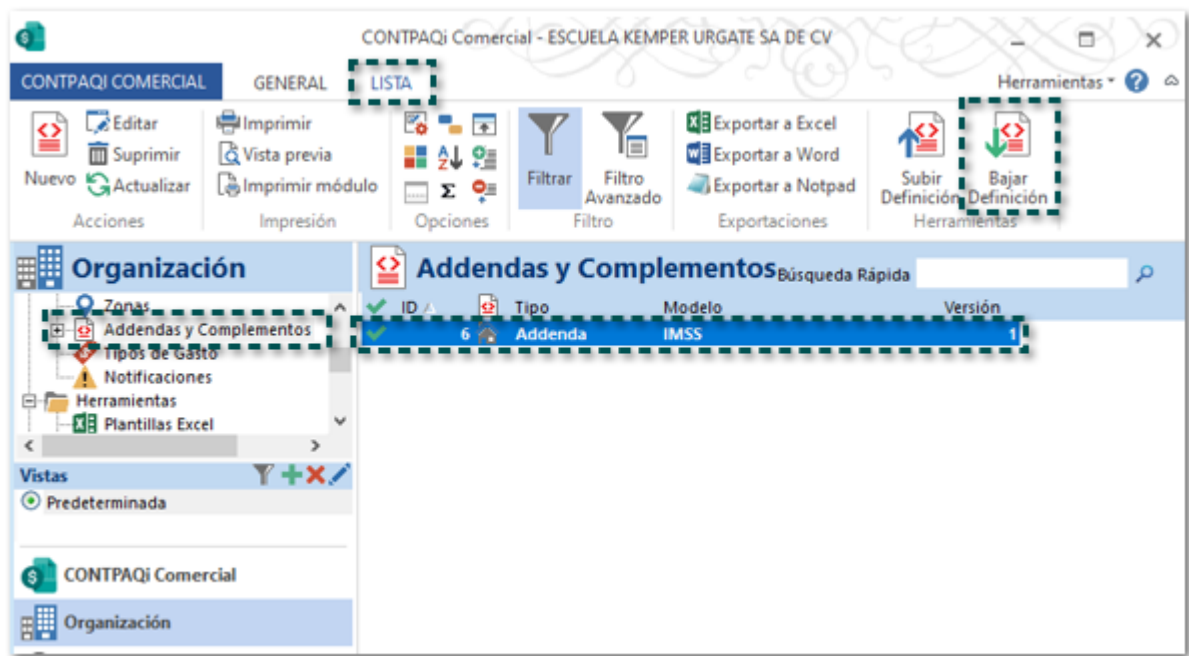 CONTPAQi Comercial - ESCUELA KEMPER URGATE SA DE CV
CONTPAQI COMERCIAL GENERAL LISTA Herramientas
Nuevo
Editar
Suprimir
Actualizar
Acciones
Imprimir
Vista previa
Imprimir módulo
Impresión
Opciones
Filtrar
Filtro Avanzado
Filtro
Exportar a Excel
Exportar a Word
Exportar a Notpad
Exportaciones
Subir Definición
Bajar Definición
Herramientas
Organización
Zonas
Addendas y Complementos
Tipos de Gasto
Notificaciones
Herramientas
Plantillas Excel
Vistas
Predeterminada
CONTPAQi Comercial
Organización
Addendas y Complementos Búsqueda Rápida
ID Tipo Modelo Versión
6 Addenda IMSS 1